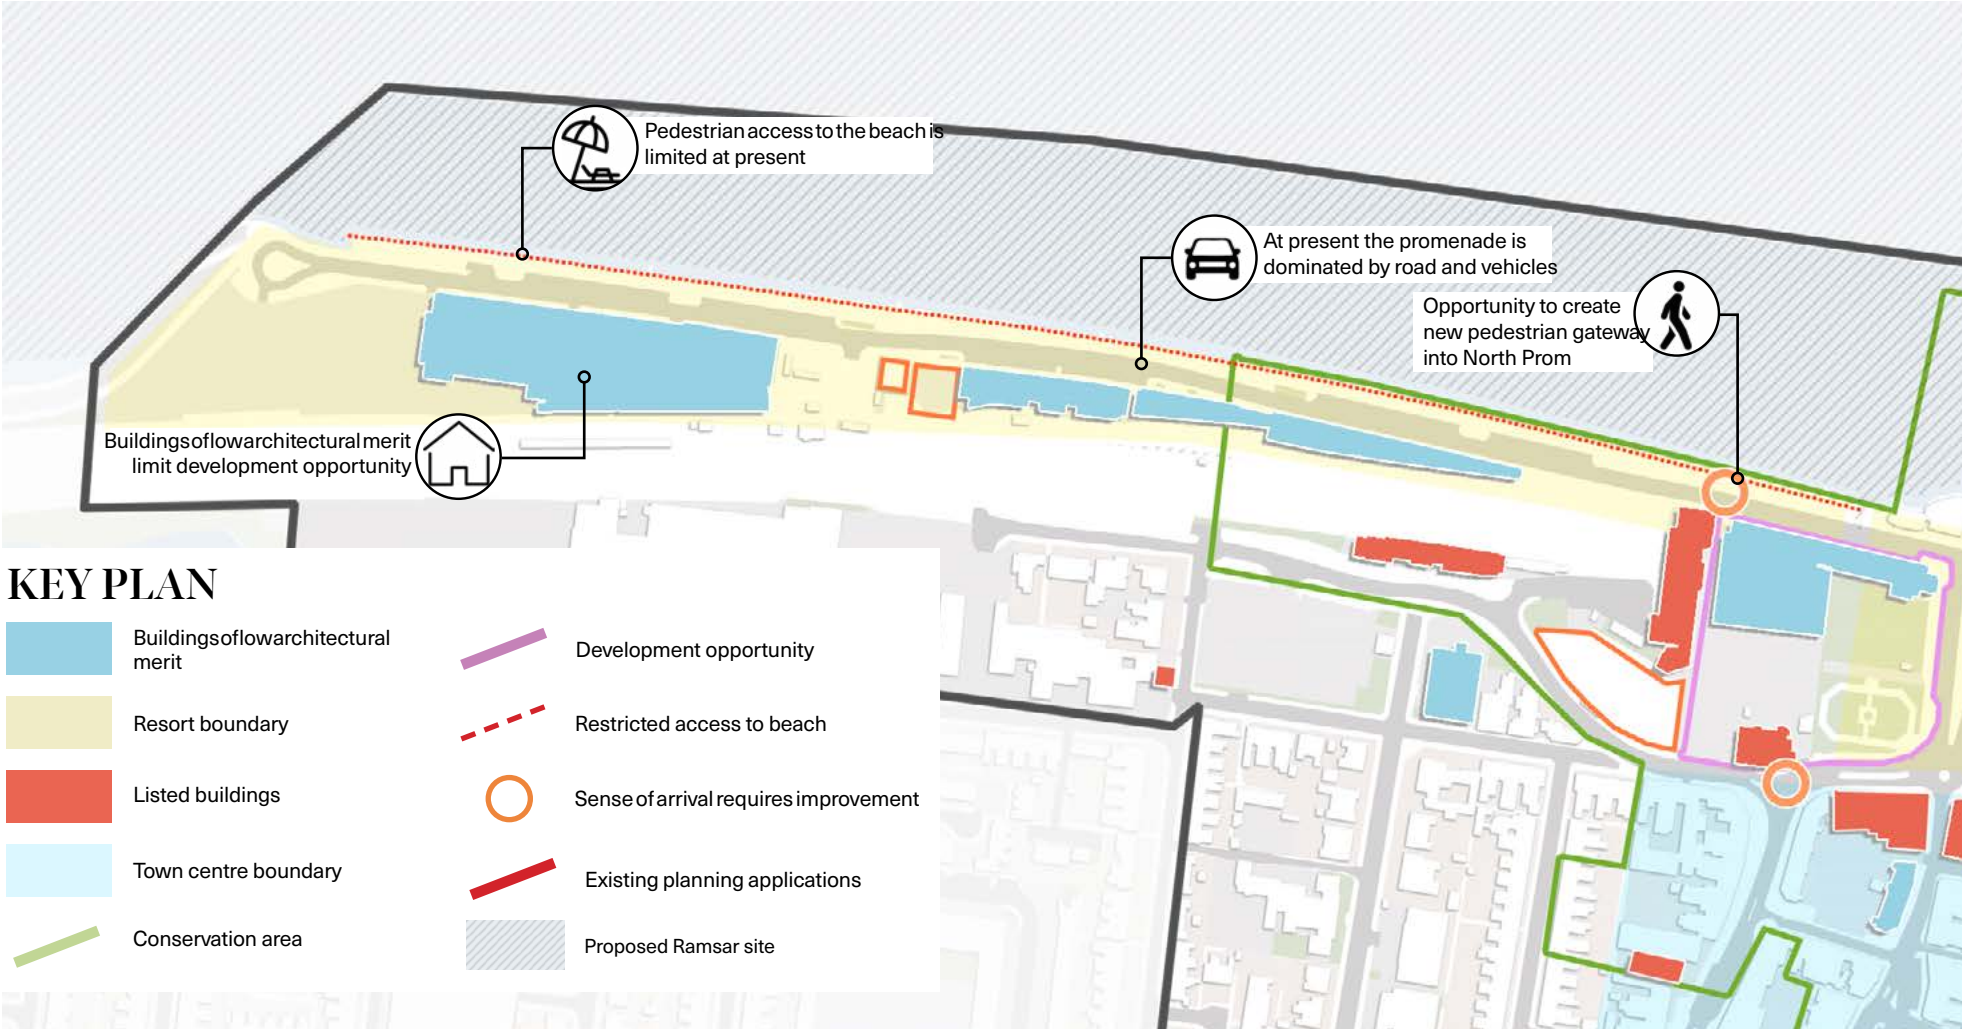 Pedestrian access to the beach is
limited at present
At present the promenade is
dominated by road and vehicles
Opportunity to create
new pedestrian gateway
into North Prom
Buildings of low architectural merit
limit development opportunity
KEY PLAN
Buildings of low architectural
merit
Resort boundary
Listed buildings
Town centre boundary
Conservation area
Development opportunity
Restricted access to beach
Sense of arrival requires improvement
Existing planning applications
Proposed Ramsar site